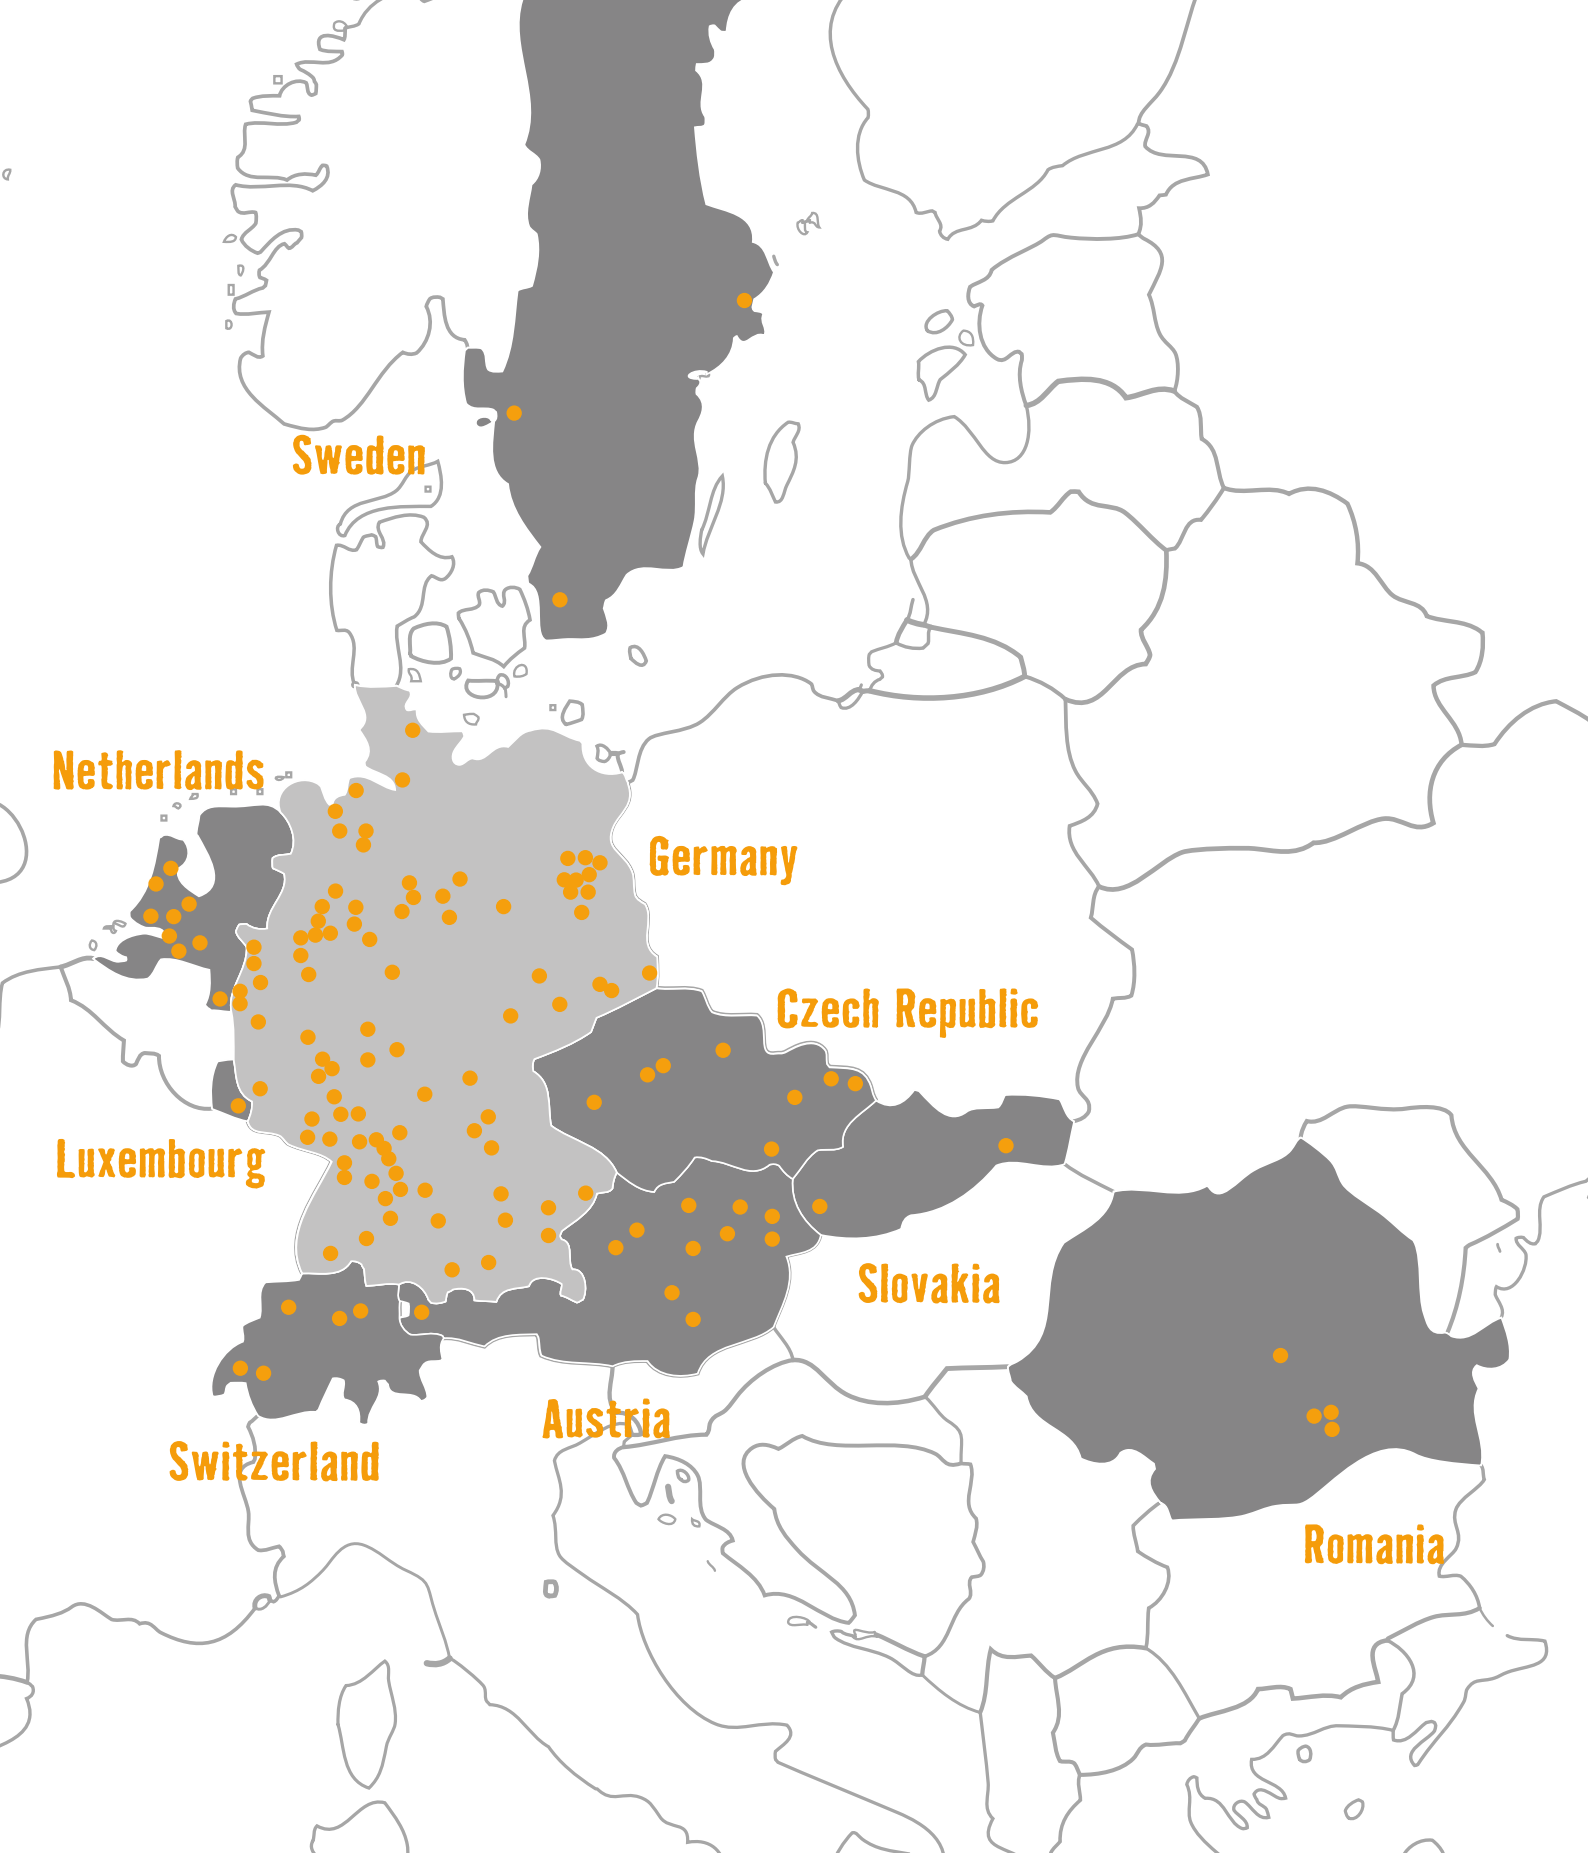 Sweden
Netherlands
Germany
Czech Republic
Luxembourg
Slovakia
Austria
Switzerland
Romania